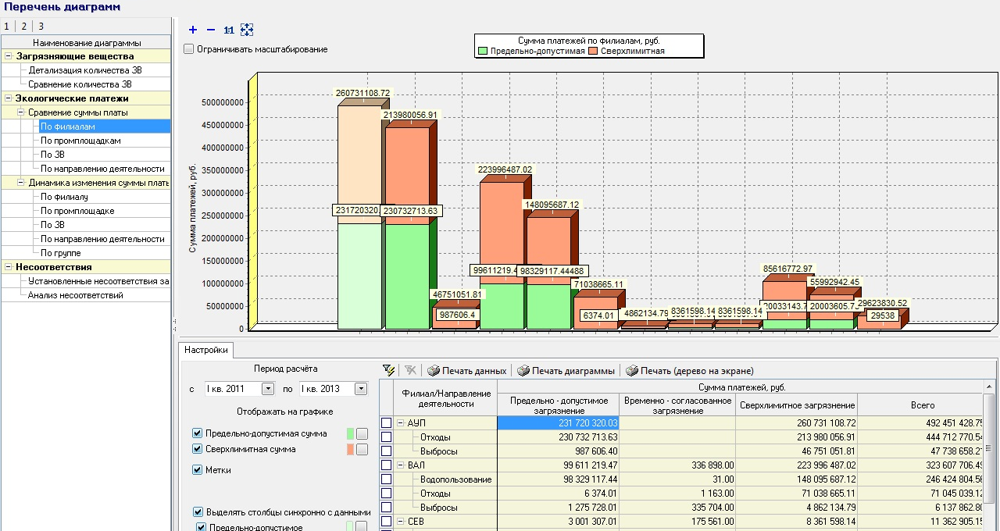 Перечень диаграмм
1 2 3
Наименование диаграммы
Загрязняющие вещества
Детализация количества ЗВ
Сравнение количества ЗВ
Экологические платежи
Сравнение суммы платы
По филиалам
По промплощадкам
По ЗВ
По направлению деятельности
Динамика изменения суммы платы
По филиалу
По промплощадке
По ЗВ
По направлению деятельности
По группе
Несоответствия
Установленные несоответствия за
Анализ несоответствий
+ − 1:1
Ограничивать масштабирование
Сумма платежей по филиалам, руб.
Предельно-допустимая Сверхлимитная
Сумма платежей, руб.
500000000
450000000
400000000
350000000
300000000
250000000
200000000
150000000
100000000
50000000
0
260731108.72
213980056.91
231720320.
230732713.63
46751051.81
987606.4
223996487.02
148095687.12
99611219.4
98329117.44488
71038665.11
6374.01
4862134.79
8361598.14
8361598.14
85616772.97
55992942.45
20033143.7
20003605.7
29623830.52
29538
Настройки
Период расчёта
с I кв. 2011 по I кв. 2013
Отображать на графике
Предельно-допустимая сумма
Сверхлимитная сумма
Метки
Выделять столбцы синхронно с данными
Предельно-допустимое
Печать данных Печать диаграммы Печать (дерево на экране)
Филиал/Направление деятельности
Сумма платежей, руб.
Предельно - допустимое загрязнение Временно - согласованное загрязнение Сверхлимитное загрязнение Всего
АУП 231 720 320.03 260 731 108.72 492 451 428.75
Отходы 230 732 713.63 213 980 056.91 444 712 770.54
Выбросы 987 606.40 46 751 051.81 47 738 658.2
ВАЛ 99 611 219.47 336 898.00 223 996 487.02 323 607 706.49
Водопользование 98 329 117.44 31.00 148 095 687.12 246 424 804.56
Отходы 6 374.01 1 163.00 71 038 665.11 71 045 039.12
Выбросы 1 275 728.01 335 704.00 4 862 134.79 6 137 862.80
СЕВ 3 001 307.01 175 561.00 8 361 598.14 11 362 905.15